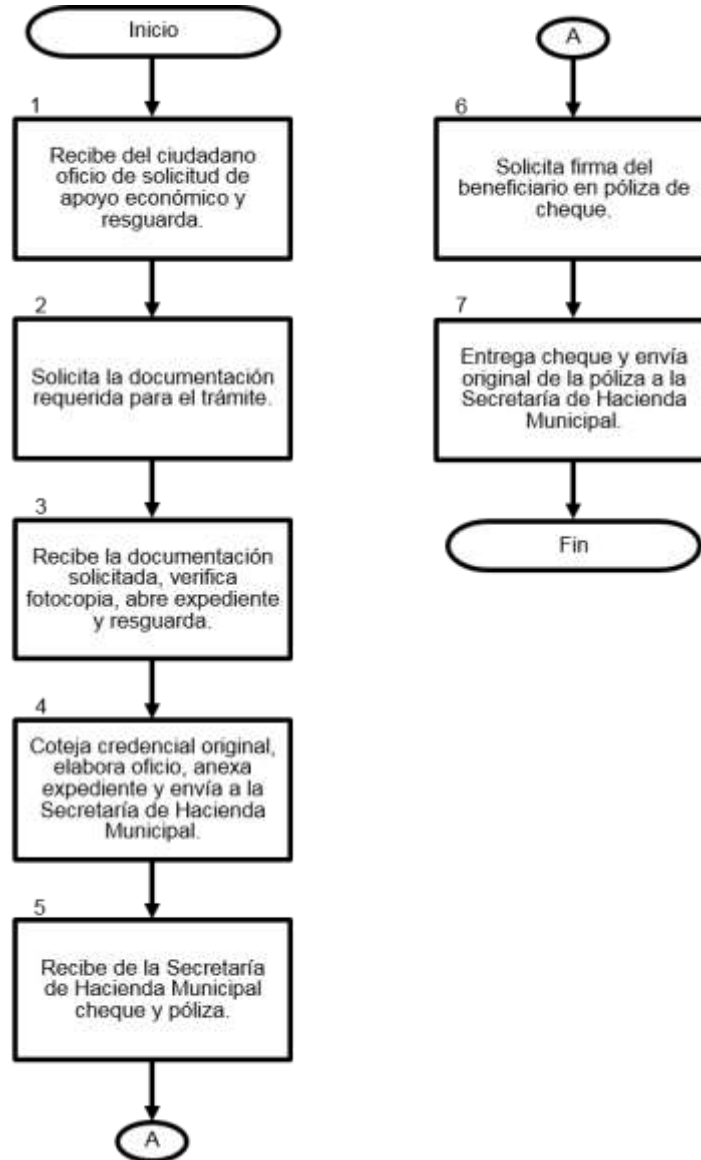 Inicio
1
Recibe del ciudadano
oficio de solicitud de
apoyo económico y
resguarda.
2
Solicita la documentación
requerida para el trámite.
3
Recibe la documentación
solicitada, verifica
fotocopia, abre expediente
y resguarda.
4
Coteja credencial original,
elabora oficio, anexa
expediente y envía a la
Secretaría de Hacienda
Municipal.
5
Recibe de la Secretaría
de Hacienda Municipal
cheque y póliza.
A
A
6
Solicita firma del
beneficiario en póliza de
cheque.
7
Entrega cheque y envía
original de la póliza a la
Secretaría de Hacienda
Municipal.
Fin